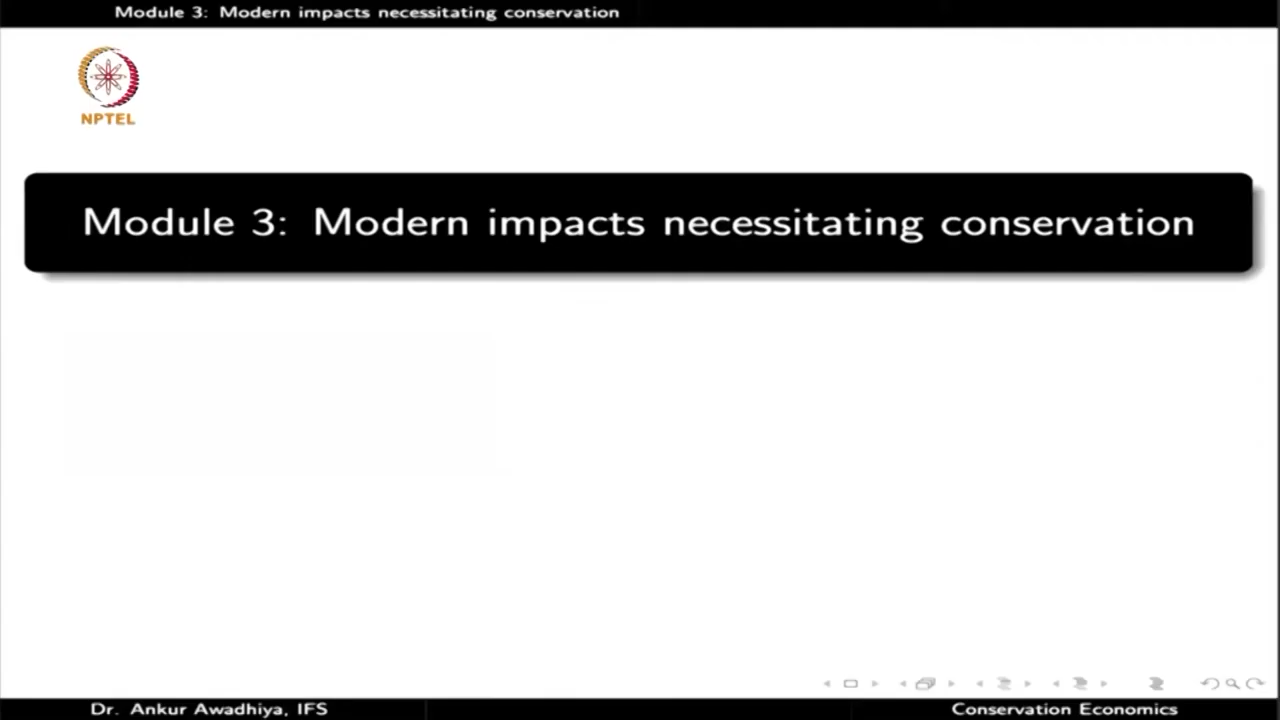 Module 3: Modern impacts necessitating conservation
NPTEL
Module 3: Modern impacts necessitating conservation
Dr. Ankur Awadhiya, IFS
Conservation Economics